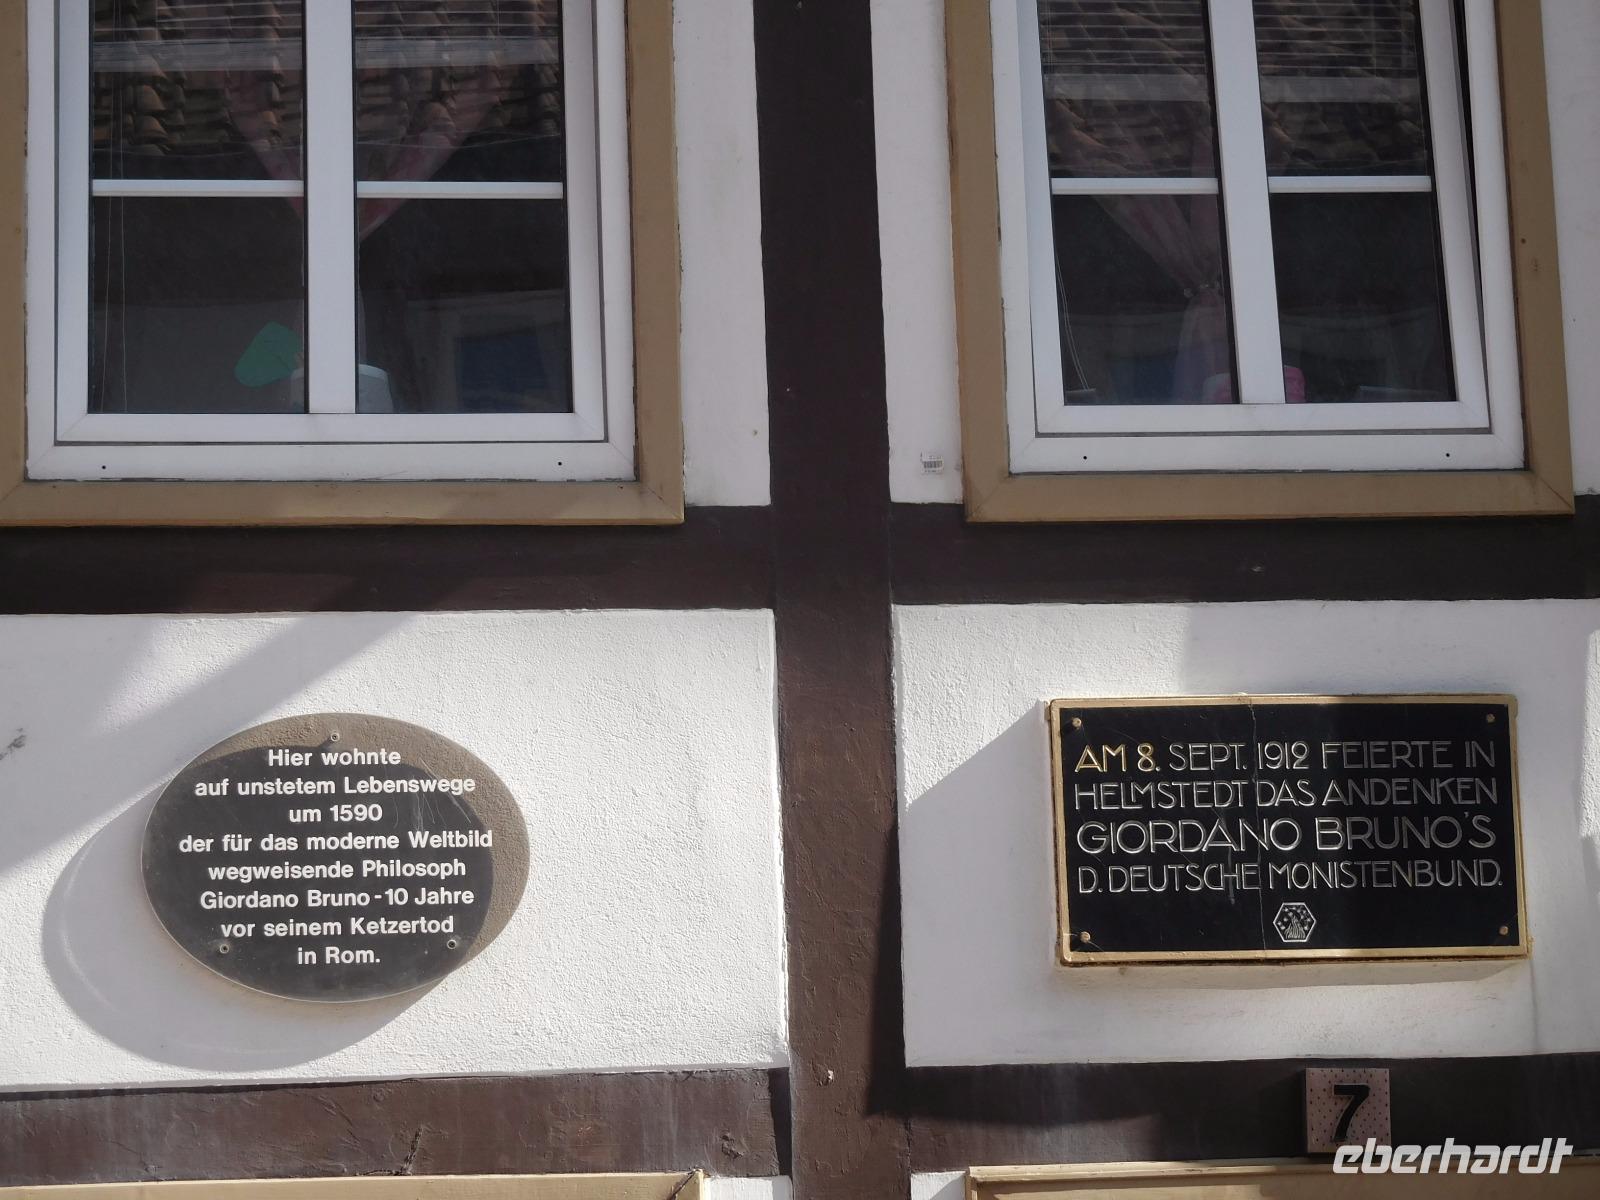 Hier wohnte
auf unstetem Lebenswege
um 1590
der für das moderne Weltbild
wegweisende Philosoph
Giordano Bruno - 10 Jahre
vor seinem Ketzertod
in Rom.
AM 8. SEPT. 1912 FEIERTE IN
HELMSTEDT DAS ANDENKEN
GIORDANO BRUNO'S
D. DEUTSCHE MONISTENBUND.
7
eberhardt